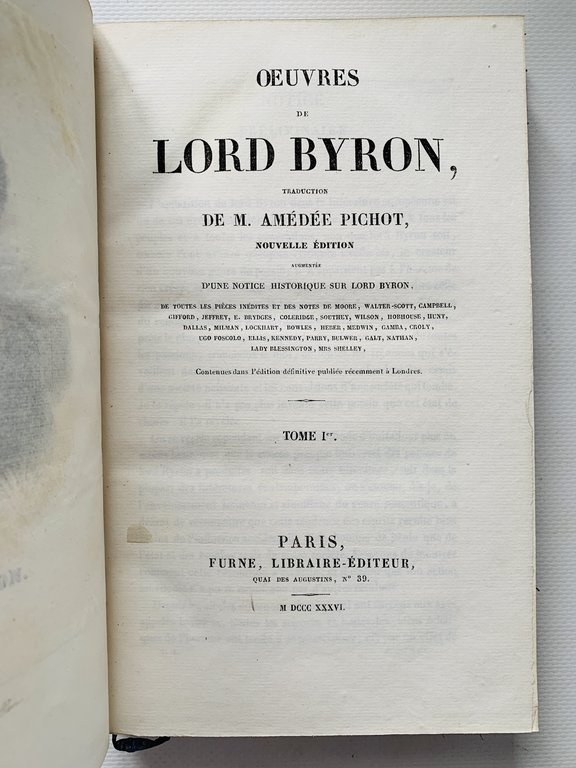 OEUVRES
DE
LORD BYRON,
TRADUCTION
DE M. AMÉDÉE PICHOT,
NOUVELLE ÉDITION
AUGMENTÉE
D'UNE NOTICE HISTORIQUE SUR LORD BYRON,
DE TOUTES LES PIÈCES INÉDITES ET DES NOTES DE MOORE, WALTER-SCOTT, CAMPBELL,
GIFFORD, JEFFREY, E. BRYDGES, COLERIDGE, SOUTHEY, WILSON, HOBHOUSE, HUNT,
DALLAS, MILMAN, LOCKHART, BOWLES, HEBER, MEDWIN, GAMBA, CROLY,
UGO FOSCOLO, ELLIS, KENNEDY, PARRY, BULWER, GALT, NATHAN,
LADY BLESSINGTON, MRS SHELLEY,
Contenues dans l'édition définitive publiée récemment à Londres.
TOME Ier.
PARIS,
FURNE, LIBRAIRE-ÉDITEUR,
QUAI DES AUGUSTINS, N° 39.
M DCCC XXXVI.